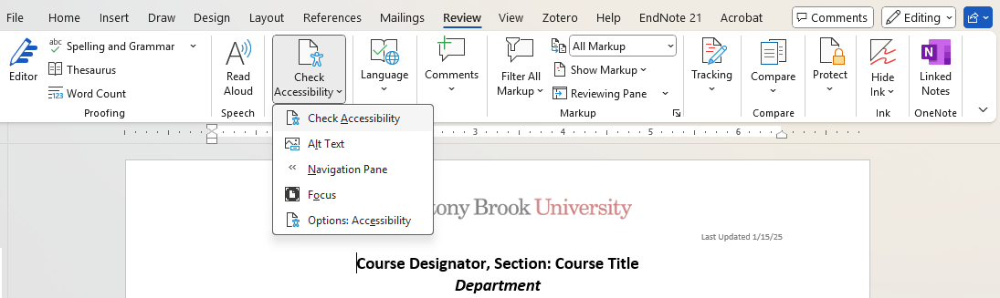 File Home Insert Draw Design Layout References Mailings Review View Zotero Help EndNote 21 Acrobat Comments Editing
Editor
abc Spelling and Grammar
Thesaurus
123 Word Count
Proofing
Read Aloud
Speech
Check Accessibility
Language
Comments
Filter All Markup
All Markup
Show Markup
Reviewing Pane
Markup
Tracking
Compare
Compare
Protect
Hide Ink
Ink
N
Linked Notes
OneNote
Check Accessibility
Alt Text
Navigation Pane
Focus
Options: Accessibility
3 4 5 6
tony Brook University
Last Updated 1/15/25
Course Designator, Section: Course Title
Department